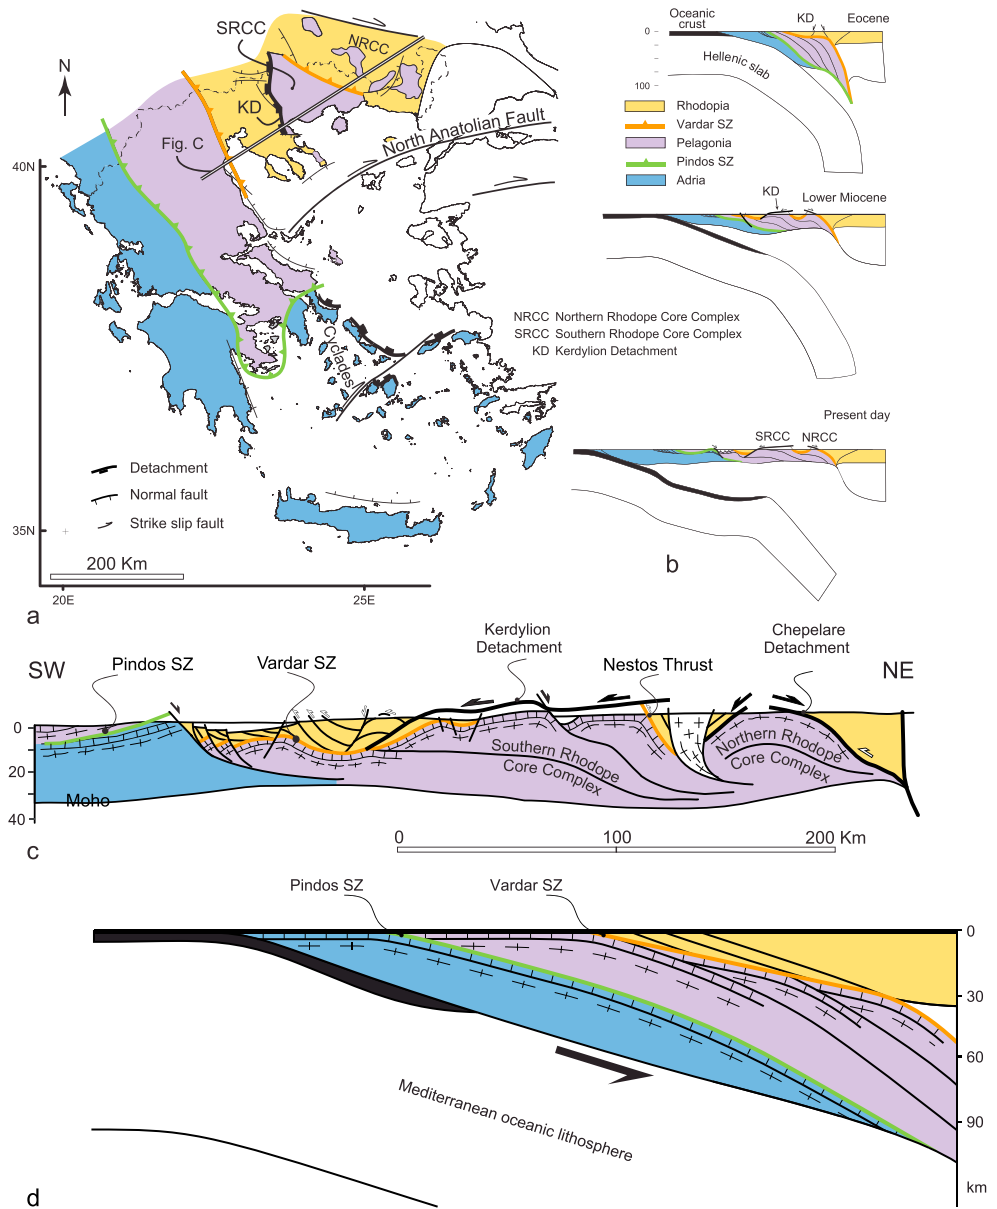 SRCC
NRCC
N
KD
Fig. C
North Anatolian Fault
40N
Cyclades
Detachment
Normal fault
Strike slip fault
35N
200 Km
20E
25E
a
Oceanic
crust
KD
Eocene
0
50
100
Hellenic slab
Rhodopia
Vardar SZ
Pelagonia
Pindos SZ
Adria
KD
Lower Miocene
NRCC Northern Rhodope Core Complex
SRCC Southern Rhodope Core Complex
KD Kerdylion Detachment
Present day
SRCC
NRCC
b
SW
Pindos SZ
Vardar SZ
Kerdylion
Detachment
Nestos Thrust
Chepelare
Detachment
NE
0
20
40
Southern Rhodope
Core Complex
Northern Rhodope
Core Complex
Moho
c
0
100
200 Km
Pindos SZ
Vardar SZ
0
30
60
90
km
Mediterranean oceanic lithosphere
d